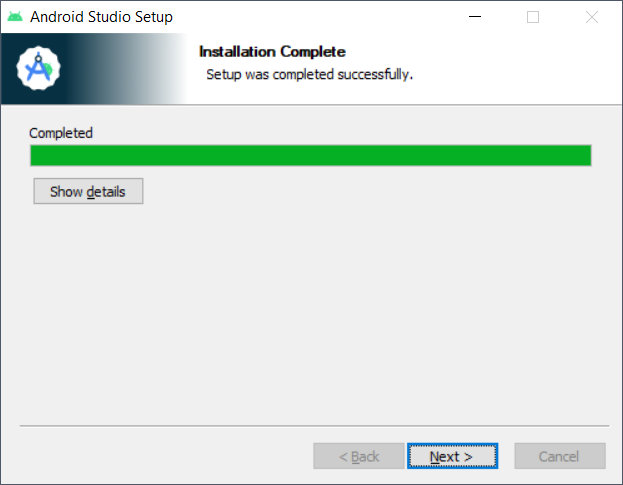 Android Studio Setup
Installation Complete
Setup was completed successfully.
Completed
Show details
< Back
Next >
Cancel